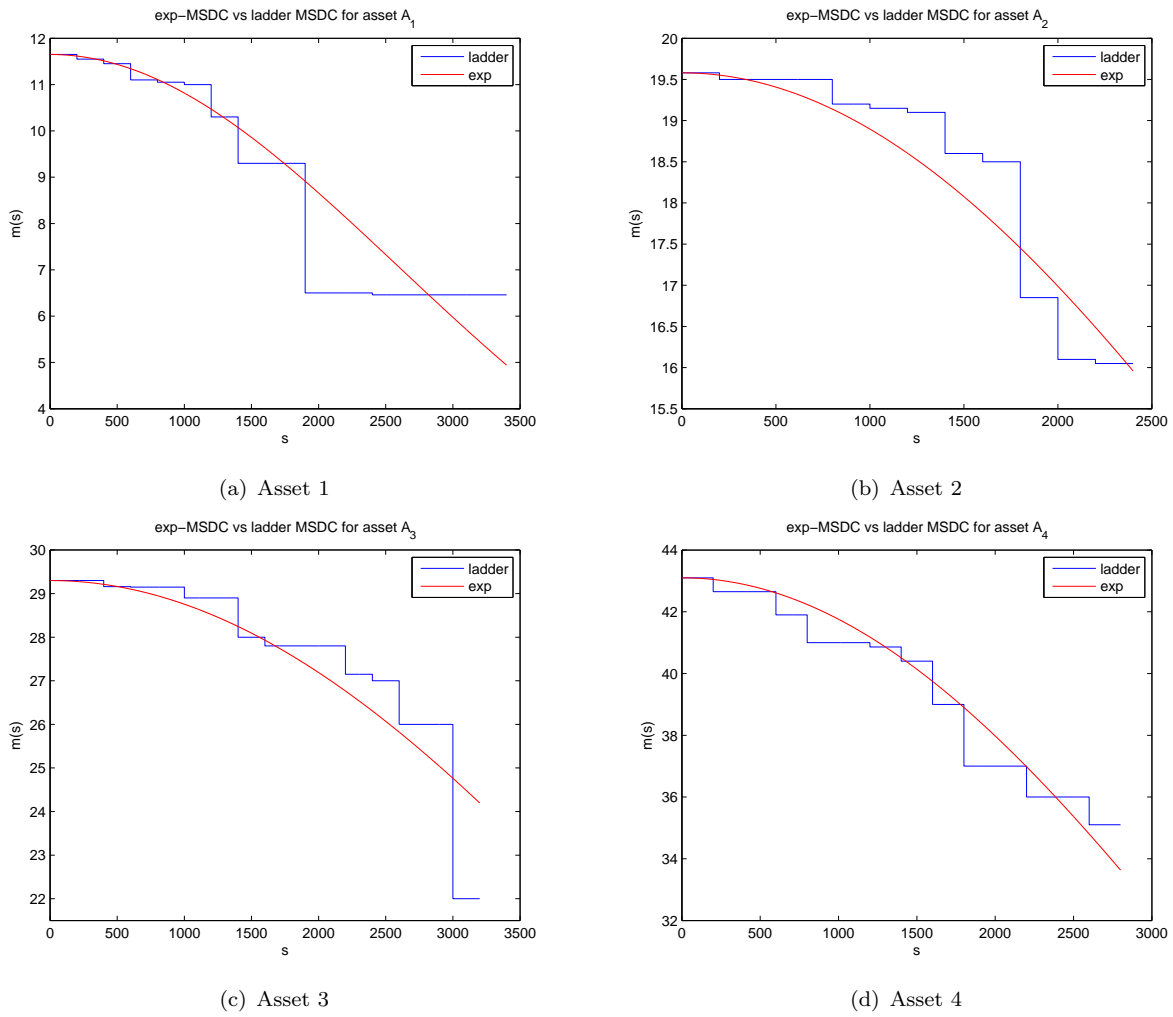 exp−MSDC vs ladder MSDC for asset A1
12
11
10
9
8
7
6
5
4
m(s)
0 500 1000 1500 2000 2500 3000 3500
s
ladder
exp
(a) Asset 1
exp−MSDC vs ladder MSDC for asset A2
20
19.5
19
18.5
18
17.5
17
16.5
16
15.5
m(s)
0 500 1000 1500 2000 2500
s
ladder
exp
(b) Asset 2
exp−MSDC vs ladder MSDC for asset A3
30
29
28
27
26
25
24
23
22
m(s)
0 500 1000 1500 2000 2500 3000 3500
s
ladder
exp
(c) Asset 3
exp−MSDC vs ladder MSDC for asset A4
44
42
40
38
36
34
32
m(s)
0 500 1000 1500 2000 2500 3000
s
ladder
exp
(d) Asset 4